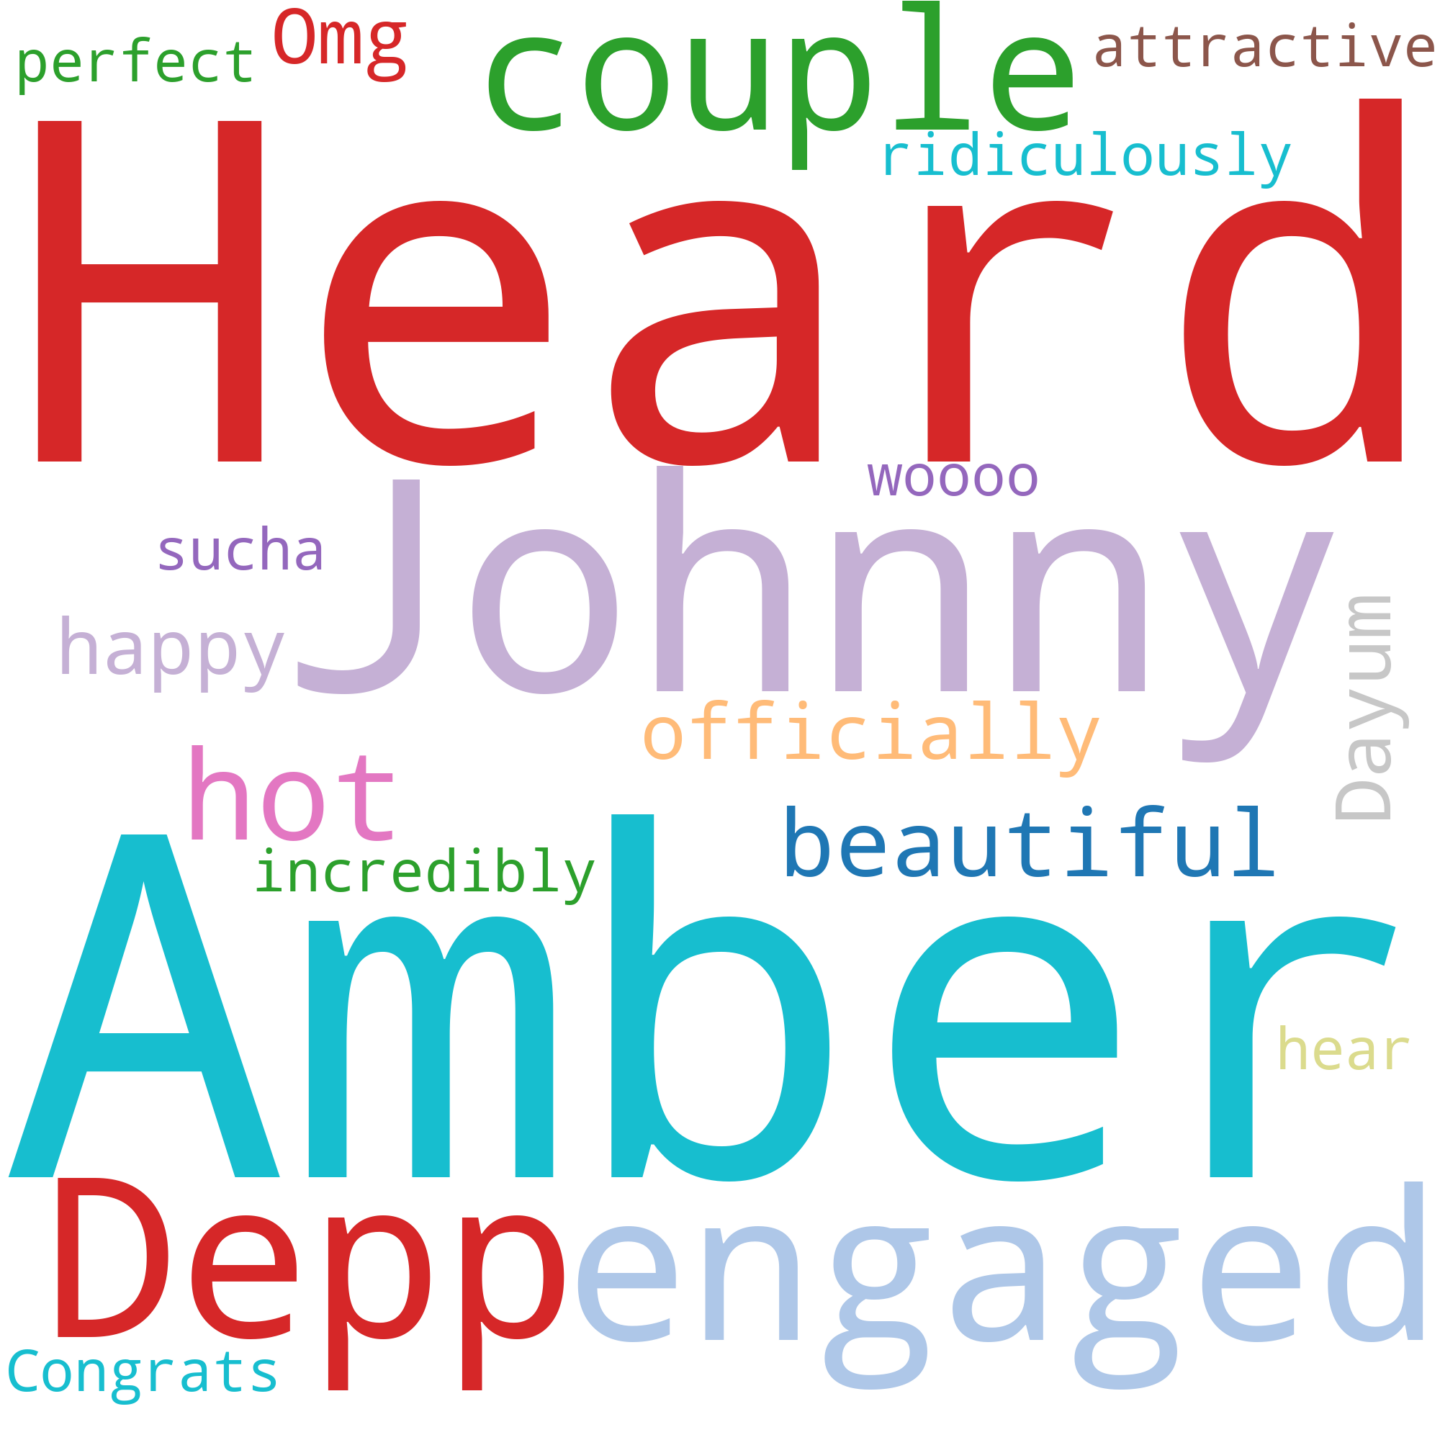 perfect
Omg
couple
attractive
ridiculously
Heard
woooo
Johnny
sucha
happy
Dayum
officially
hot
beautiful
incredibly
Amber
hear
Depp
engaged
Congrats